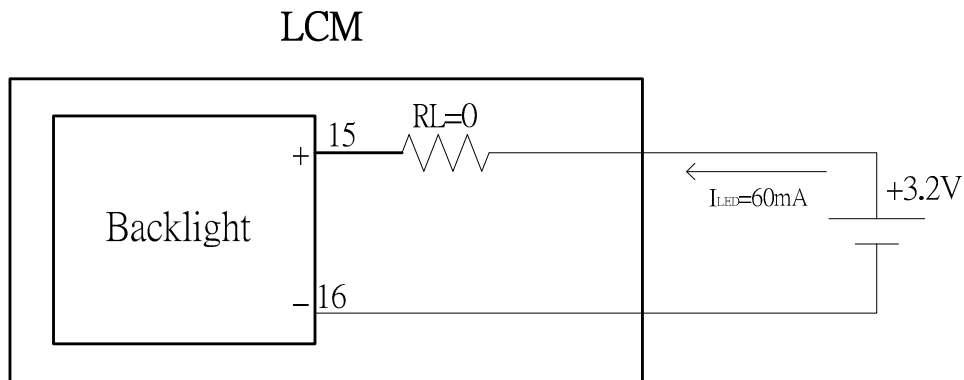 LCM
RL=0
15
+
+3.2V
ILED=60mA
Backlight
−
16